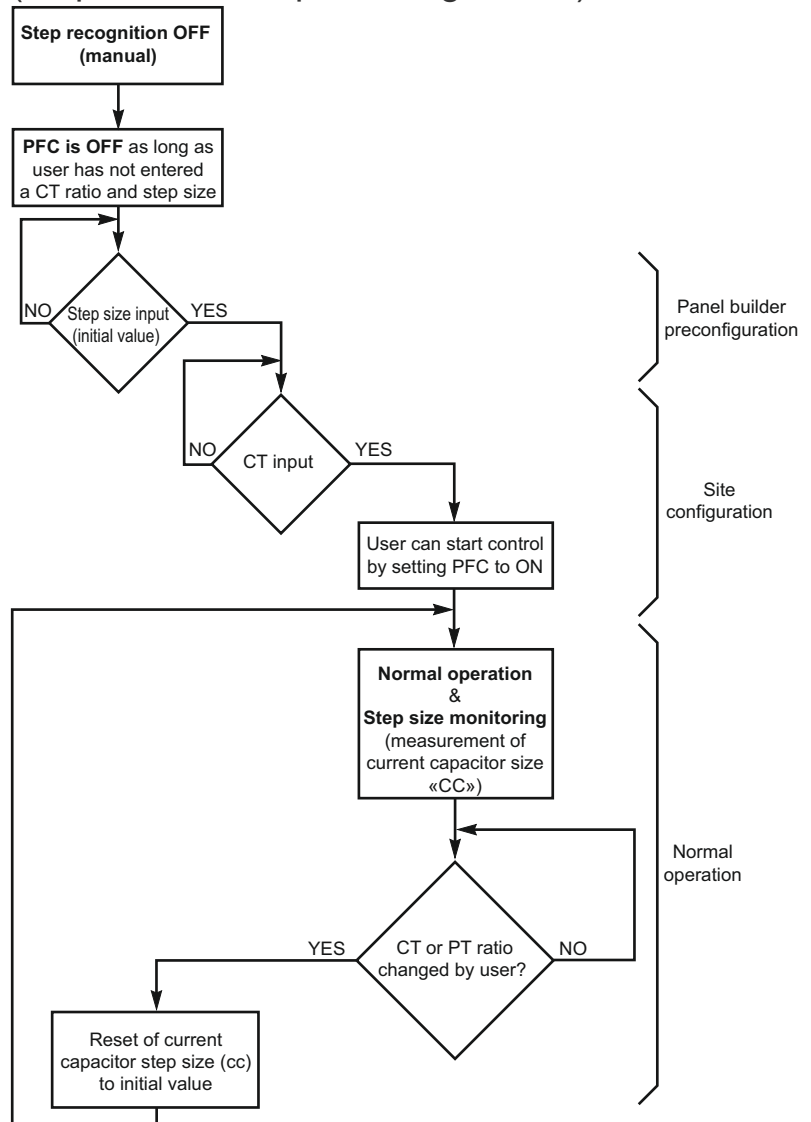 Step recognition OFF
(manual)
PFC is OFF as long as
user has not entered
a CT ratio and step size
NO
Step size input
(initial value)
YES
Panel builder
preconfiguration
NO
CT input
YES
Site
configuration
User can start control
by setting PFC to ON
Normal operation
&
Step size monitoring
(measurement of
current capacitor size
«CC»)
Normal
operation
YES
CT or PT ratio
changed by user?
NO
Reset of current
capacitor step size (cc)
to initial value